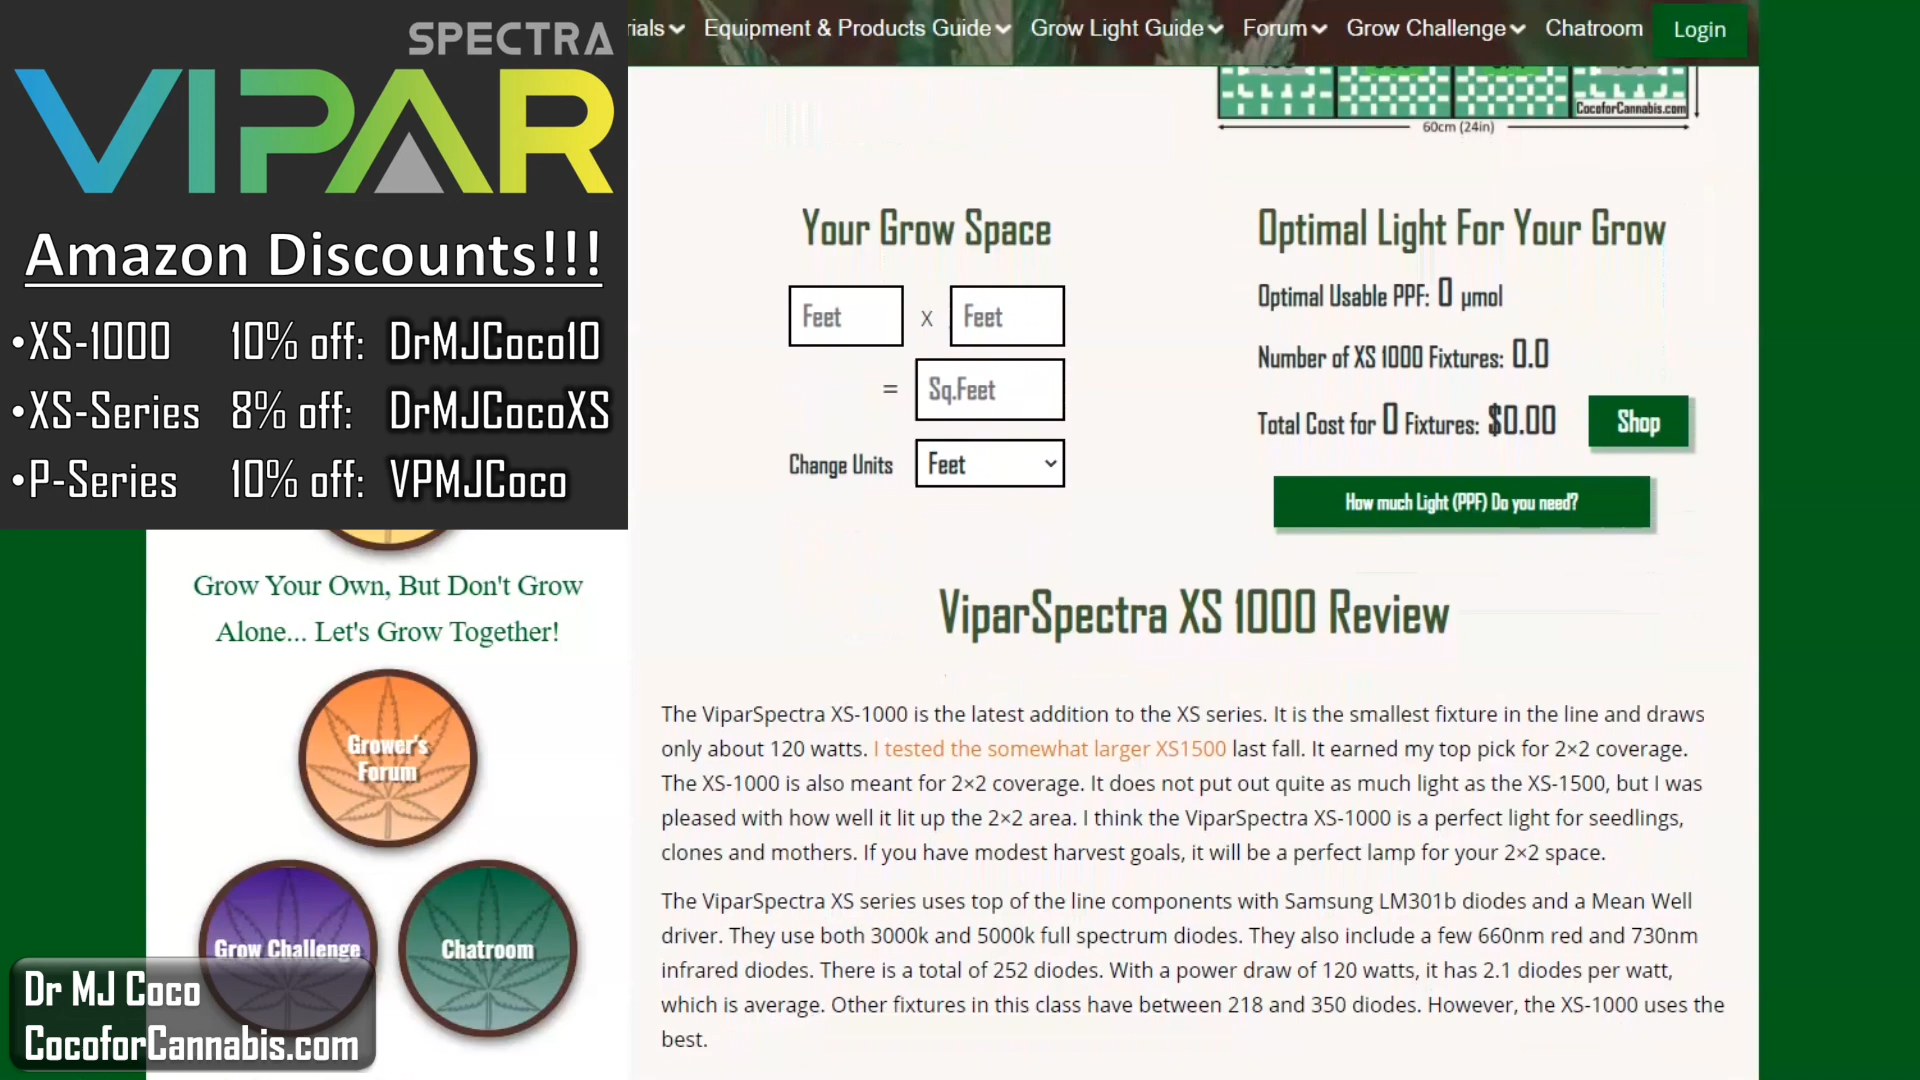 SPECTRA
VIPAR
Amazon Discounts!!!
•XS-1000 10% off: DrMJCoco10
•XS-Series 8% off: DrMJCocoXS
•P-Series 10% off: VPMJCoco
Equipment & Products Guide
Grow Light Guide
Forum
Grow Challenge
Chatroom
Login
CocoforCannabis.com
60cm (24in)
Your Grow Space
Feet x Feet
= Sq.Feet
Change Units Feet
Optimal Light For Your Grow
Optimal Usable PPF: 0 µmol
Number of XS 1000 Fixtures: 0.0
Total Cost for 0 Fixtures: $0.00
Shop
How much Light (PPF) Do you need?
Grow Your Own, But Don't Grow
Alone... Let's Grow Together!
Grower's
Forum
Grow Challenge
Chatroom
Dr MJ Coco
CocoforCannabis.com
ViparSpectra XS 1000 Review
The ViparSpectra XS-1000 is the latest addition to the XS series. It is the smallest fixture in the line and draws
only about 120 watts. I tested the somewhat larger XS1500 last fall. It earned my top pick for 2×2 coverage.
The XS-1000 is also meant for 2×2 coverage. It does not put out quite as much light as the XS-1500, but I was
pleased with how well it lit up the 2×2 area. I think the ViparSpectra XS-1000 is a perfect light for seedlings,
clones and mothers. If you have modest harvest goals, it will be a perfect lamp for your 2×2 space.
The ViparSpectra XS series uses top of the line components with Samsung LM301b diodes and a Mean Well
driver. They use both 3000k and 5000k full spectrum diodes. They also include a few 660nm red and 730nm
infrared diodes. There is a total of 252 diodes. With a power draw of 120 watts, it has 2.1 diodes per watt,
which is average. Other fixtures in this class have between 218 and 350 diodes. However, the XS-1000 uses the
best.